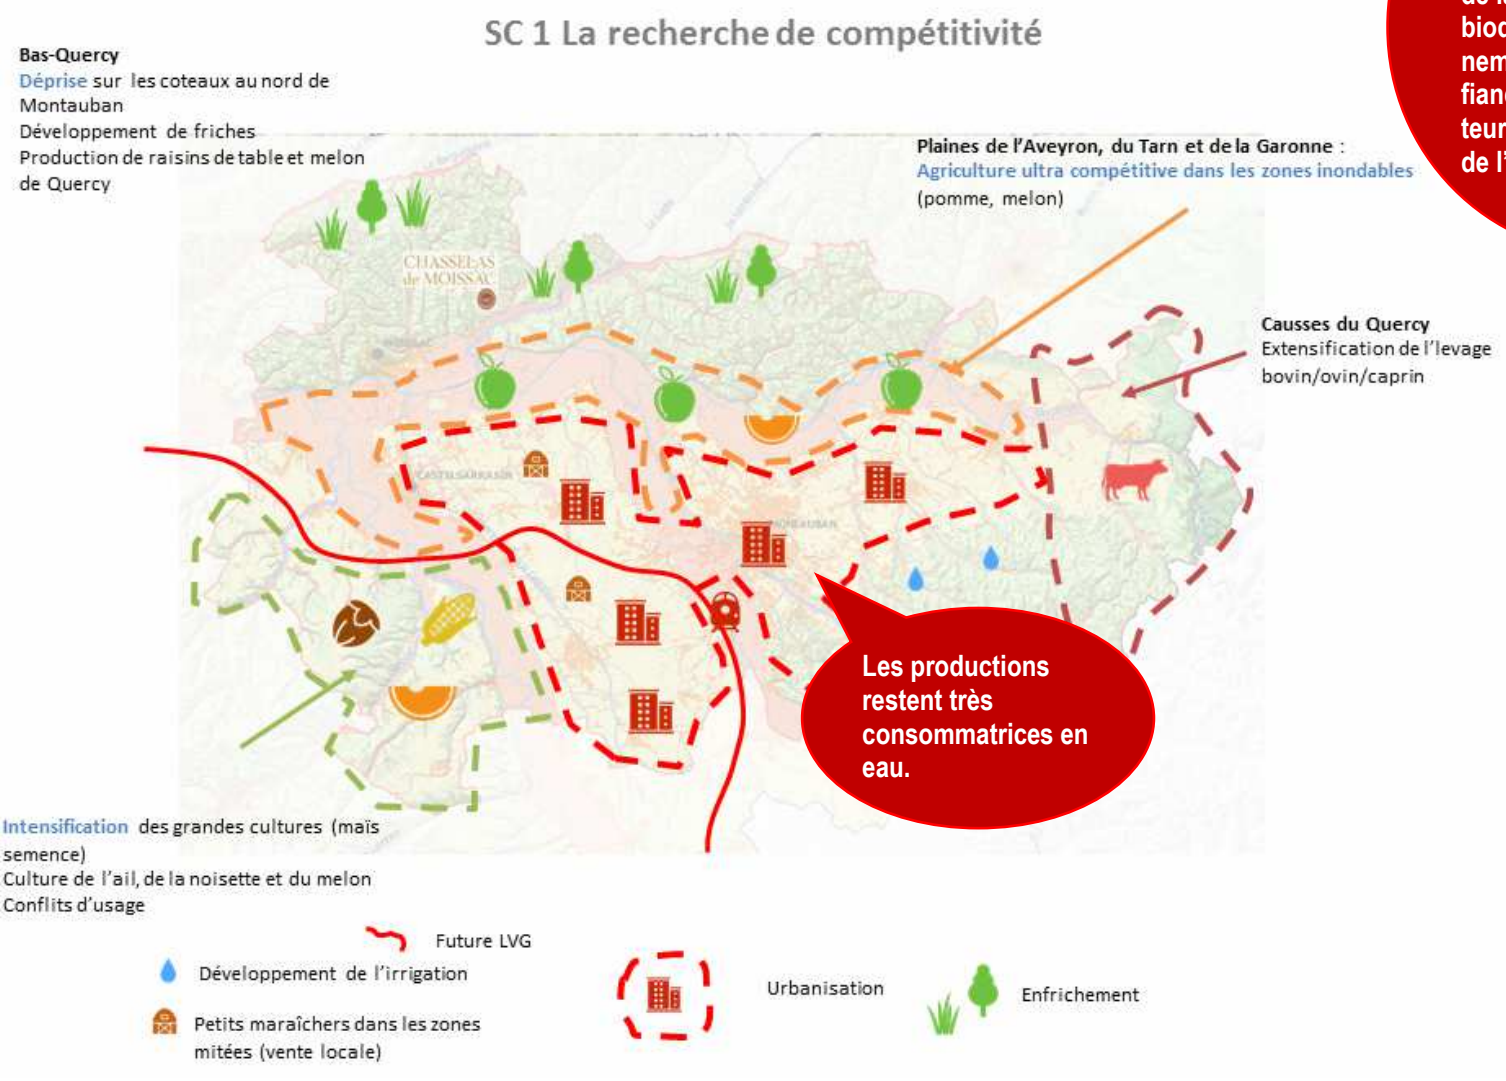 SC 1 La recherche de compétitivité
Bas-Quercy
Déprise sur les coteaux au nord de
Montauban
Développement de friches
Production de raisins de table et melon
de Quercy
Plaines de l'Aveyron, du Tarn et de la Garonne :
Agriculture ultra compétitive dans les zones inondables
(pomme, melon)
teur
de l'
CHASSELAS
de MOISSAC
Causses du Quercy
Extensification de l'levage
bovin/ovin/caprin
CASTELSARRASIN
MONTAUBAN
Les productions
restent très
consommatrices en
eau.
Intensification des grandes cultures (maïs
semence)
Culture de l'ail, de la noisette et du melon
Conflits d'usage
Future LVG
Développement de l'irrigation
Petits maraîchers dans les zones
mitées (vente locale)
Urbanisation
Enfrichement